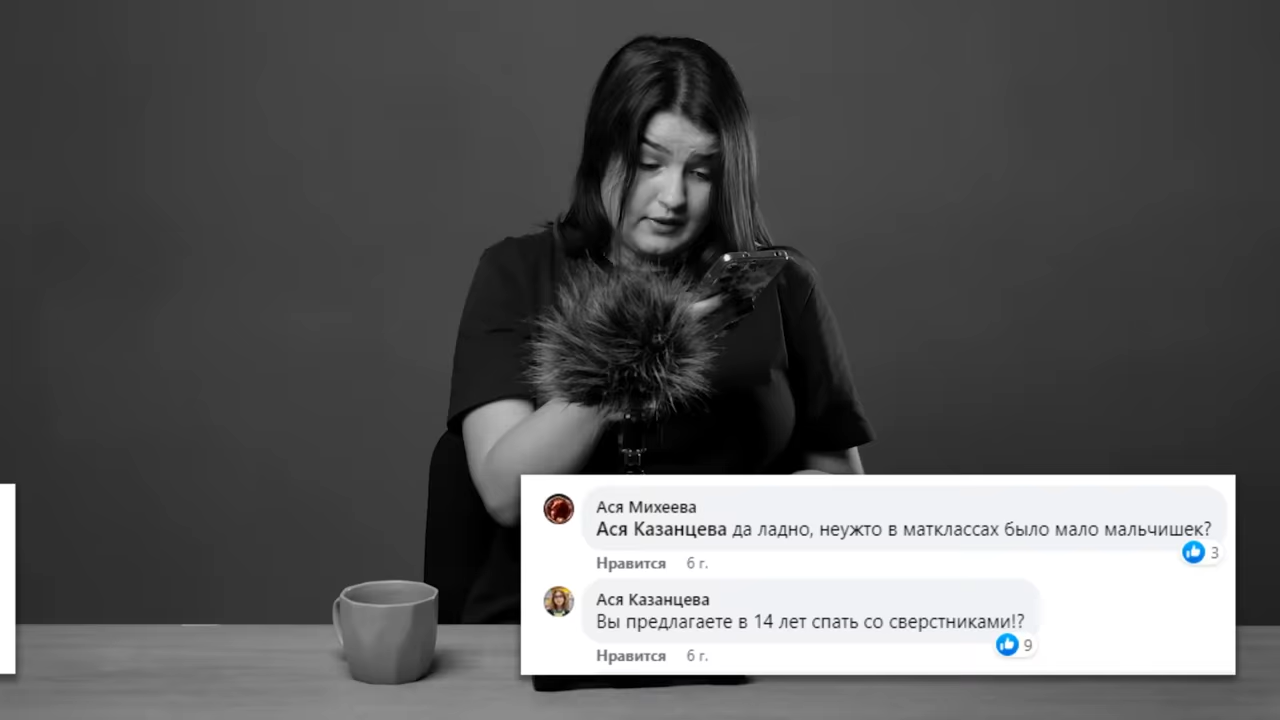 Ася Михеева
Ася Казанцева да ладно, неужто в матклассах было мало мальчишек?
3
Нравится 6 г.
Ася Казанцева
Вы предлагаете в 14 лет спать со сверстниками!?
9
Нравится 6 г.